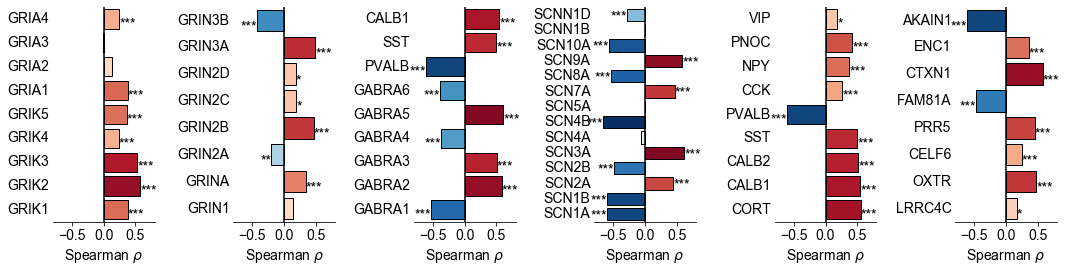 GRIA4 ***
GRIA3
GRIA2
GRIA1 ***
GRIK5 ***
GRIK4 ***
GRIK3 ***
GRIK2 ***
GRIK1 ***
−0.5 0.0 0.5
Spearman ρ
GRIN3B ***
GRIN3A ***
GRIN2D *
GRIN2C *
GRIN2B ***
GRIN2A **
GRINA ***
GRIN1
−0.5 0.0 0.5
Spearman ρ
CALB1 ***
SST ***
PVALB ***
GABRA6 ***
GABRA5 ***
GABRA4 ***
GABRA3 ***
GABRA2 ***
GABRA1 ***
−0.5 0.0 0.5
Spearman ρ
SCNN1D ***
SCNN1B
SCN10A ***
SCN9A ***
SCN8A ***
SCN7A ***
SCN5A
SCN4B ***
SCN4A
SCN3A ***
SCN2B ***
SCN2A ***
SCN1B ***
SCN1A ***
−0.5 0.0 0.5
Spearman ρ
VIP *
PNOC ***
NPY ***
CCK ***
PVALB ***
SST ***
CALB2 ***
CALB1 ***
CORT ***
−0.5 0.0 0.5
Spearman ρ
AKAIN1 ***
ENC1 ***
CTXN1 ***
FAM81A ***
PRR5 ***
CELF6 ***
OXTR ***
LRRC4C *
−0.5 0.0 0.5
Spearman ρ